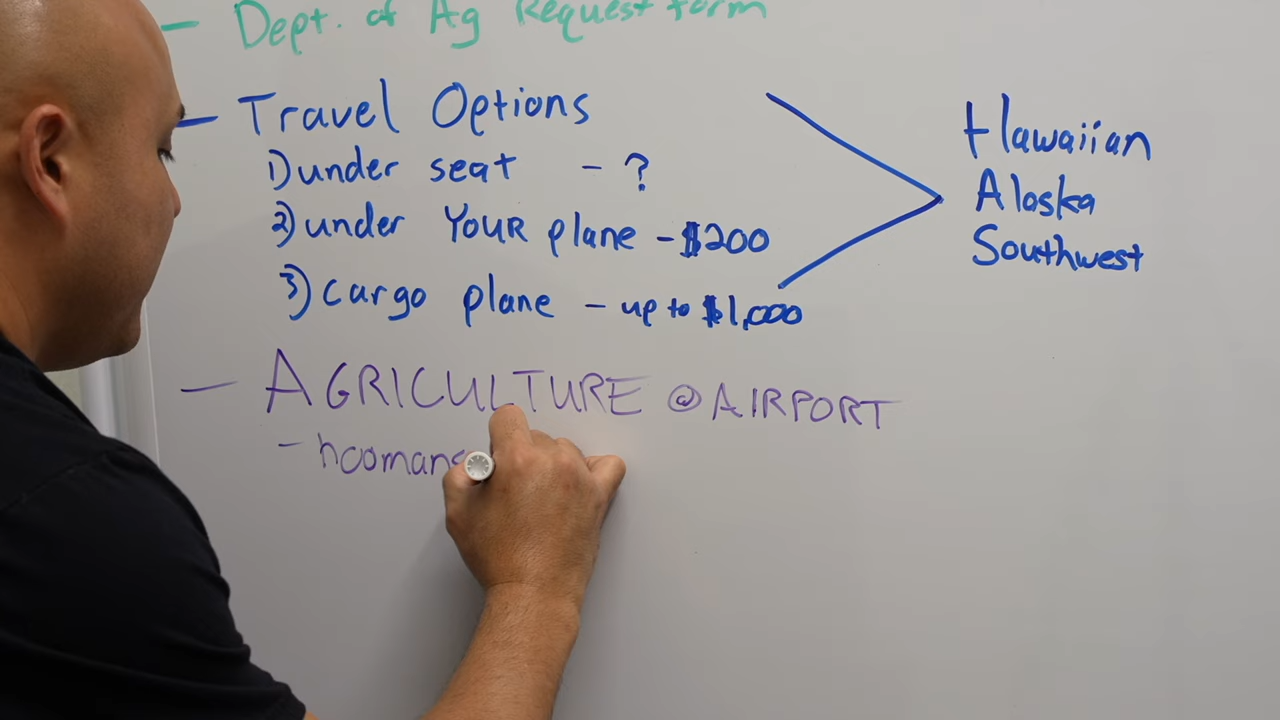 - Dept. of Ag Request form
- Travel Options
1) under seat - ?
2) under YOUR plane - $200
3) cargo plane - up to $1,000
Hawaiian
Alaska
Southwest
- AGRICULTURE @ AIRPORT
- hoomans